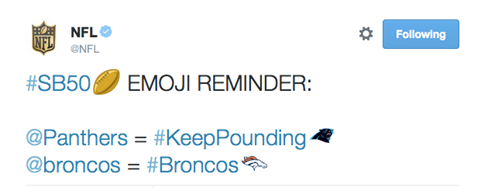 NFL
@NFL
Following
#SB50🏈 EMOJI REMINDER:
@Panthers = #KeepPounding
@broncos = #Broncos